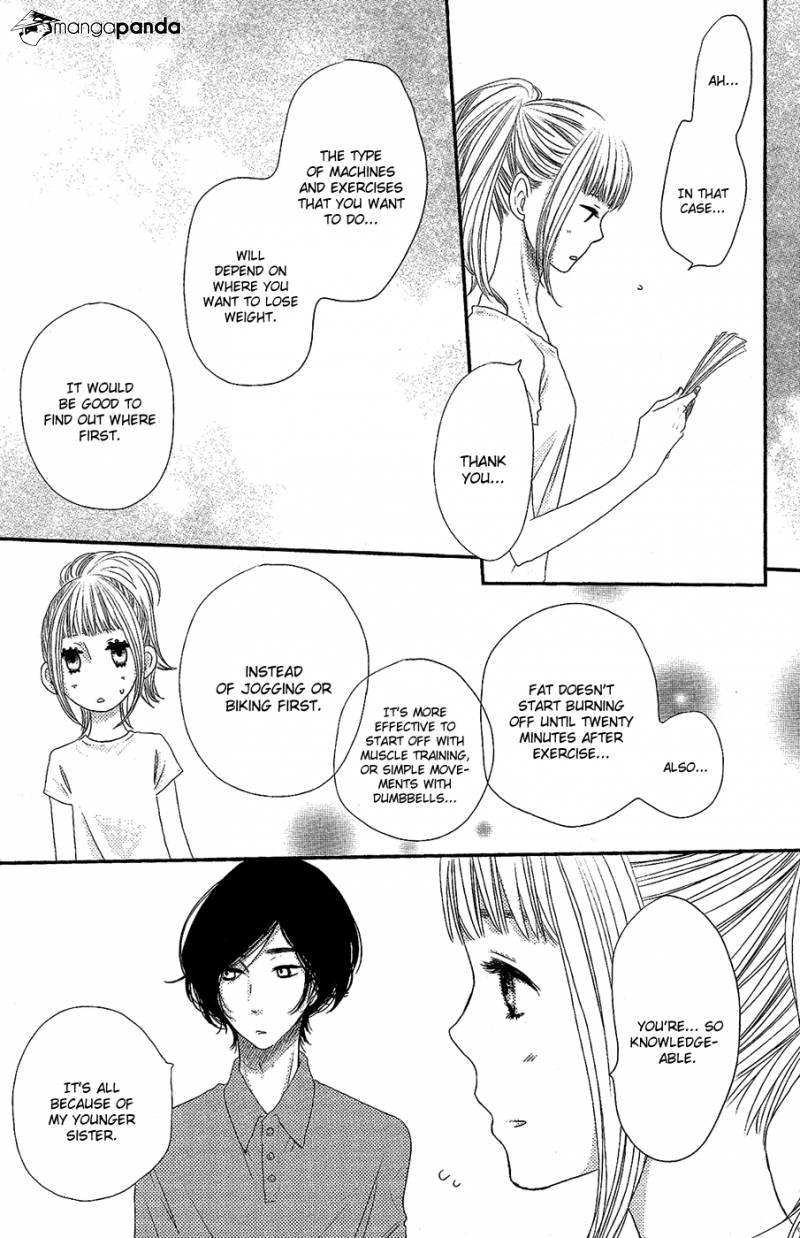 mangapanda
AH...
IN THAT
CASE...
THANK
YOU...
THE TYPE
OF MACHINES
AND EXERCISES
THAT YOU WANT
TO DO...
WILL
DEPEND ON
WHERE YOU
WANT TO LOSE
WEIGHT.
IT WOULD
BE GOOD TO
FIND OUT WHERE
FIRST.
ALSO...
FAT DOESN'T
START BURNING
OFF UNTIL TWENTY
MINUTES AFTER
EXERCISE...
IT'S MORE
EFFECTIVE TO
START OFF WITH
MUSCLE TRAINING,
OR SIMPLE MOVE-
MENTS WITH
DUMBBELLS...
INSTEAD
OF JOGGING OR
BIKING FIRST.
YOU'RE... SO
KNOWLEDGE-
ABLE.
IT'S ALL
BECAUSE OF
MY YOUNGER
SISTER.